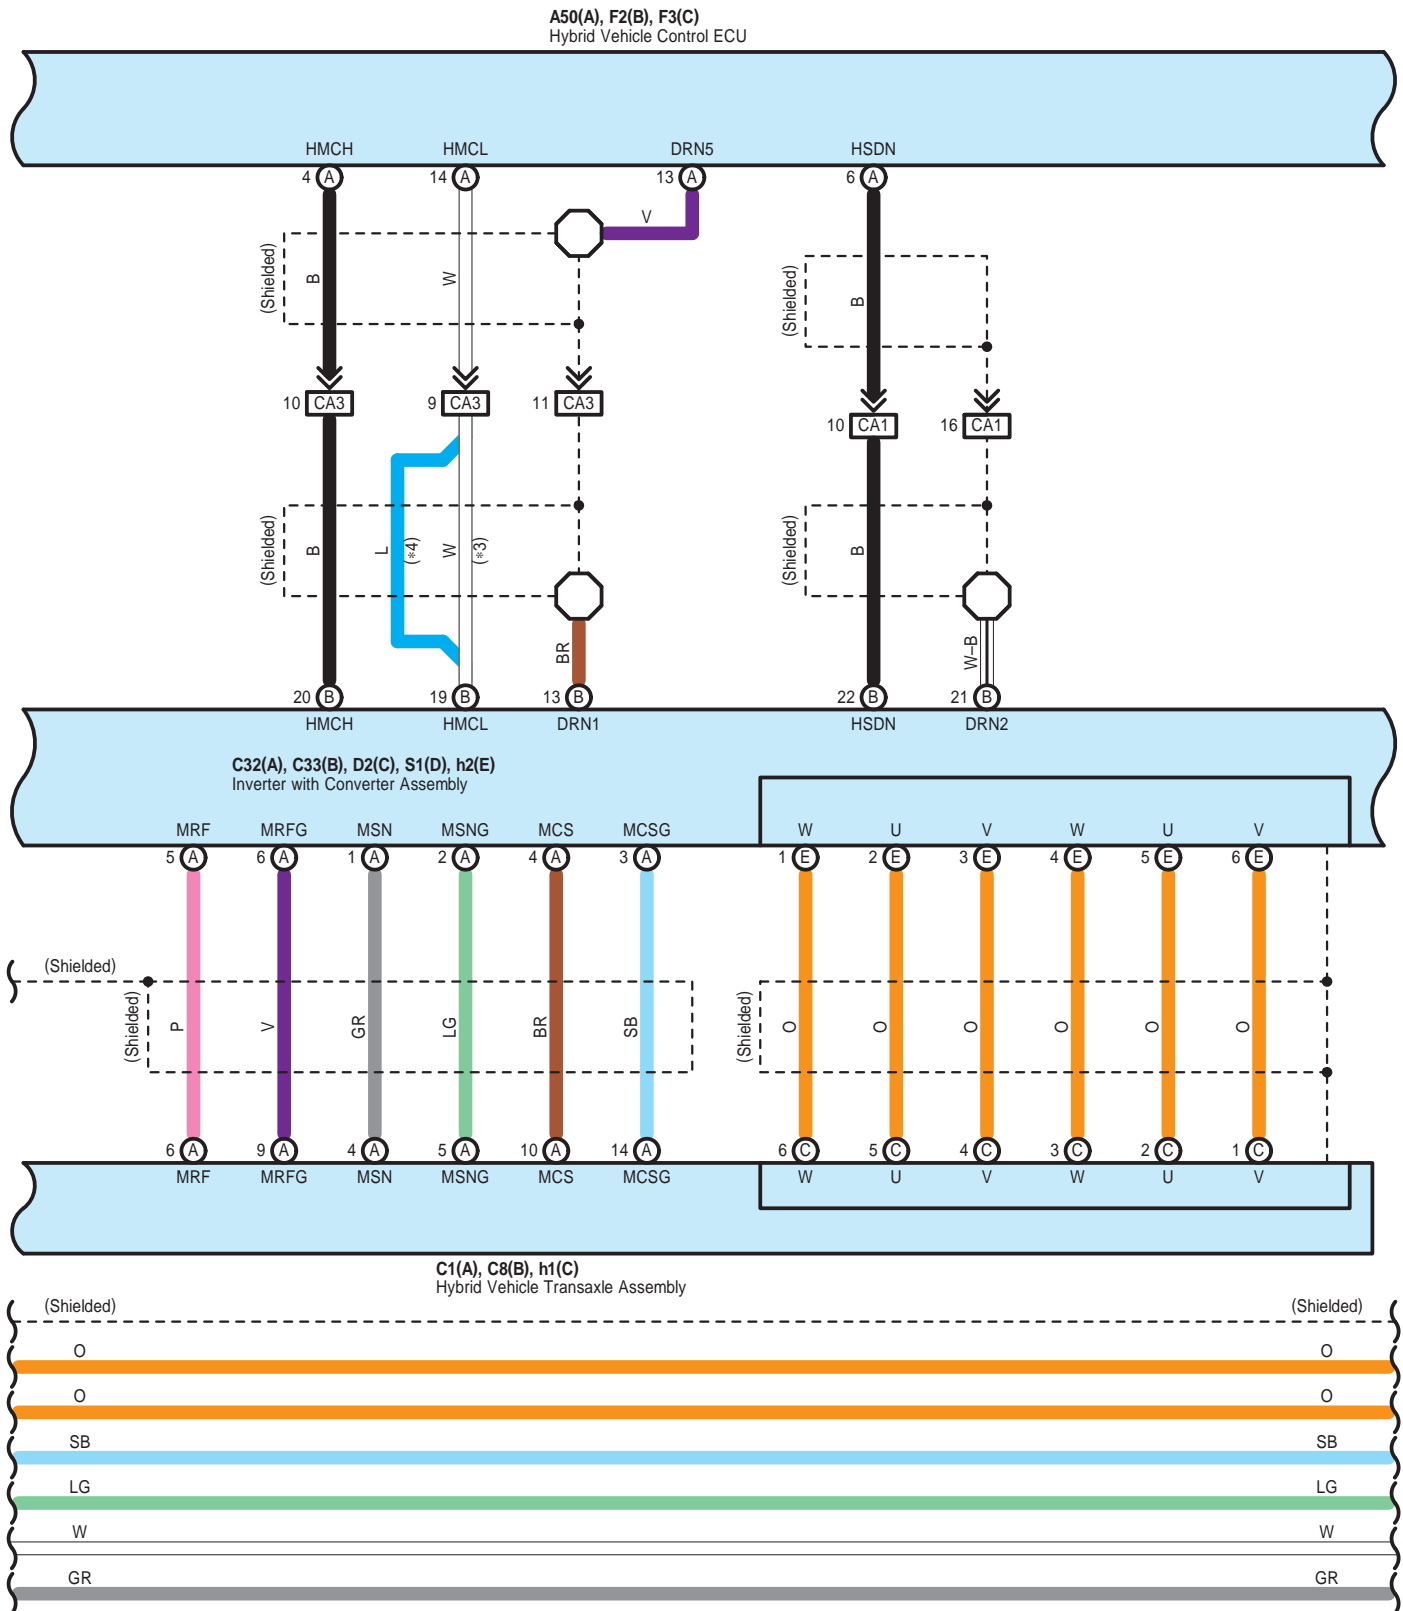 A50(A), F2(B), F3(C)
Hybrid Vehicle Control ECU
HMCH HMCL DRN5 HSDN
4 A 14 A 13 A 6 A
V
(Shielded) B W (Shielded) B
10 CA3 9 CA3 11 CA3 10 CA1 16 CA1
(Shielded) B L (*4) W (*3) (Shielded) B
BR W–B
20 B 19 B 13 B 22 B 21 B
HMCH HMCL DRN1 HSDN DRN2
C32(A), C33(B), D2(C), S1(D), h2(E)
Inverter with Converter Assembly
MRF MRFG MSN MSNG MCS MCSG W U V W U V
5 A 6 A 1 A 2 A 4 A 3 A 1 E 2 E 3 E 4 E 5 E 6 E
(Shielded)
(Shielded) P V GR LG BR SB (Shielded) O O O O O O
6 A 9 A 4 A 5 A 10 A 14 A 6 C 5 C 4 C 3 C 2 C 1 C
MRF MRFG MSN MSNG MCS MCSG W U V W U V
C1(A), C8(B), h1(C)
Hybrid Vehicle Transaxle Assembly
(Shielded) (Shielded)
O O
O O
SB SB
LG LG
W W
GR GR